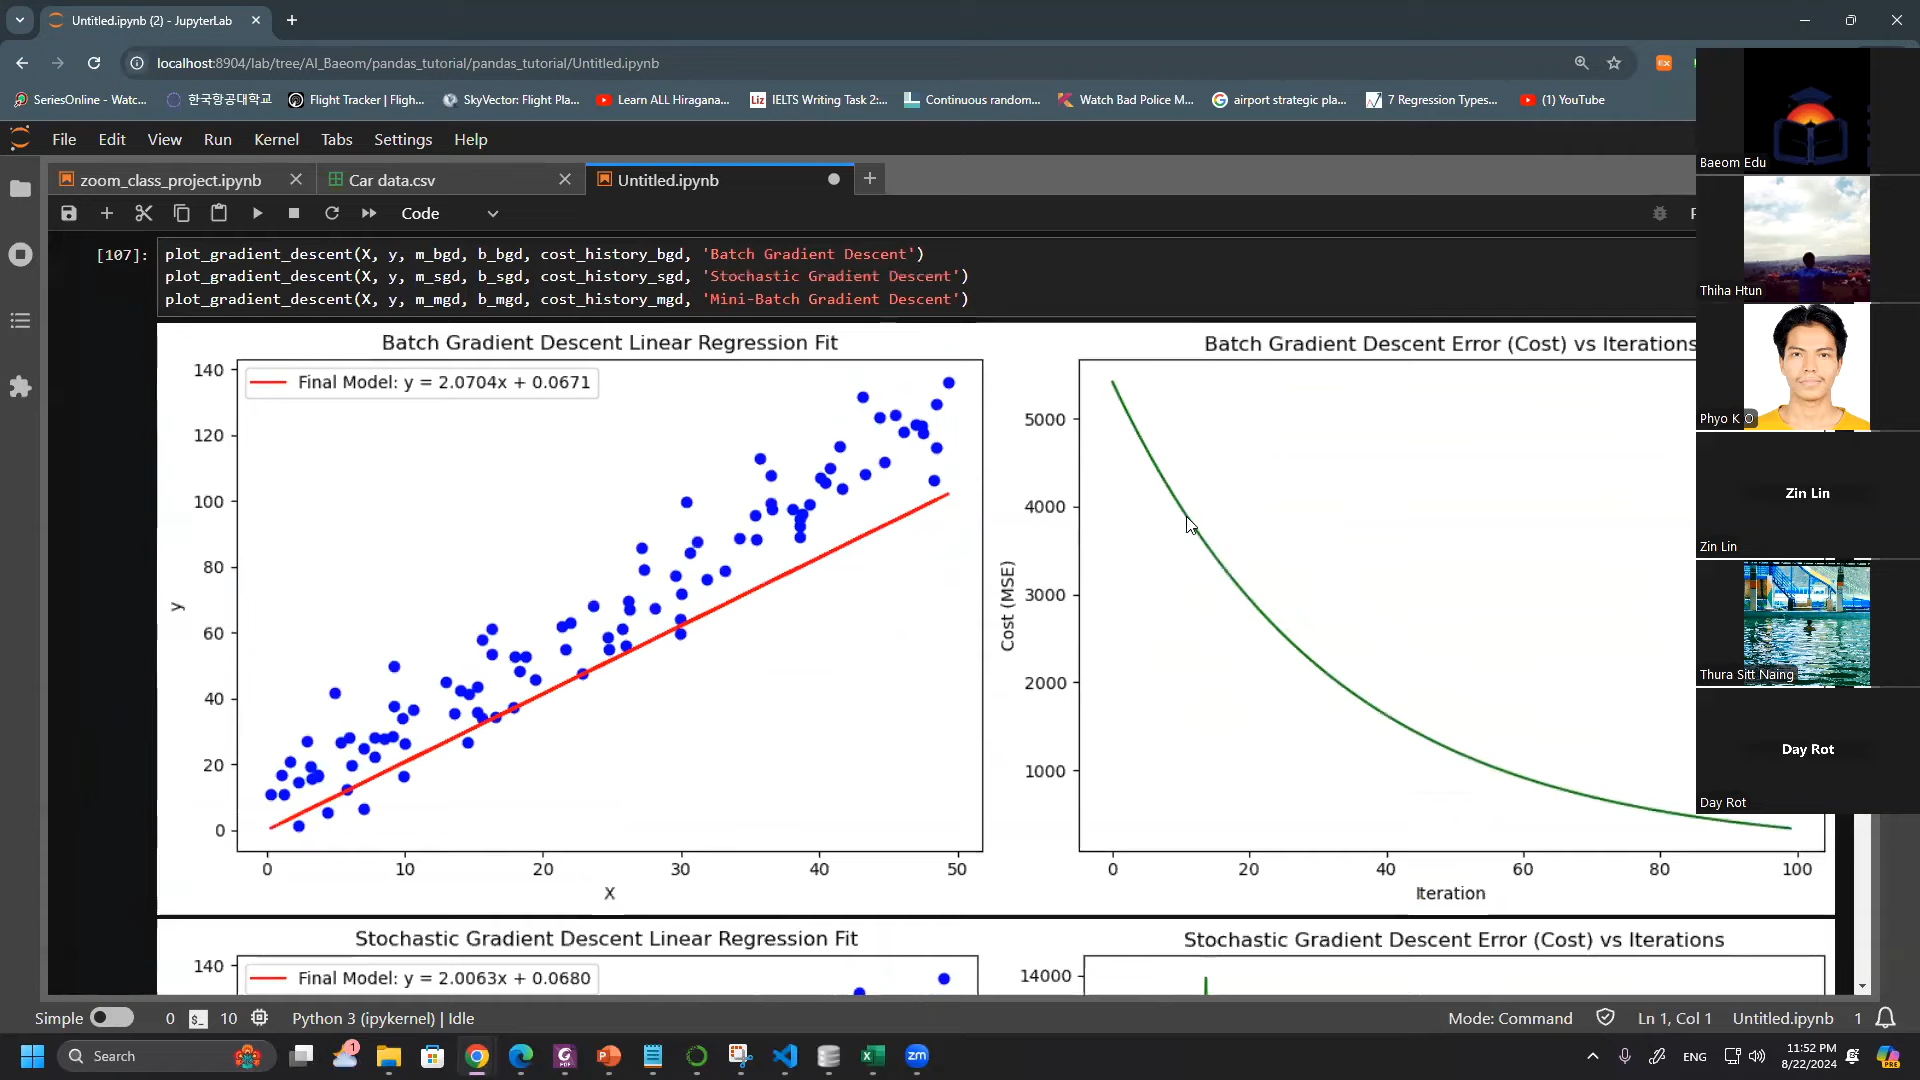 Untitled.ipynb (2) - JupyterLab
localhost:8904/lab/tree/AI_Baeom/pandas_tutorial/pandas_tutorial/Untitled.ipynb
SeriesOnline - Watc...
한국항공대학교
Flight Tracker | Fligh...
SkyVector: Flight Pla...
Learn ALL Hiragana...
Liz
IELTS Writing Task 2:...
Continuous random...
Watch Bad Police M...
airport strategic pla...
7 Regression Types...
(1) YouTube
File Edit View Run Kernel Tabs Settings Help
zoom_class_project.ipynb
Car data.csv
Untitled.ipynb
Code
[107]:
plot_gradient_descent(X, y, m_bgd, b_bgd, cost_history_bgd, 'Batch Gradient Descent')
plot_gradient_descent(X, y, m_sgd, b_sgd, cost_history_sgd, 'Stochastic Gradient Descent')
plot_gradient_descent(X, y, m_mgd, b_mgd, cost_history_mgd, 'Mini-Batch Gradient Descent')
Batch Gradient Descent Linear Regression Fit
Final Model: y = 2.0704x + 0.0671
140
120
100
80
60
40
20
0
y
0 10 20 30 40 50
X
Batch Gradient Descent Error (Cost) vs Iterations
5000
4000
3000
2000
1000
Cost (MSE)
0 20 40 60 80 100
Iteration
Stochastic Gradient Descent Linear Regression Fit
140
Final Model: y = 2.0063x + 0.0680
Stochastic Gradient Descent Error (Cost) vs Iterations
14000
Baeom Edu
Thiha Htun
Phyo K O
Zin Lin
Zin Lin
Thura Sitt Naing
Day Rot
Day Rot
Simple 0 10 Python 3 (ipykernel) | Idle
Mode: Command Ln 1, Col 1 Untitled.ipynb 1
Search
1
zm
ENG
11:52 PM
8/22/2024
PRE